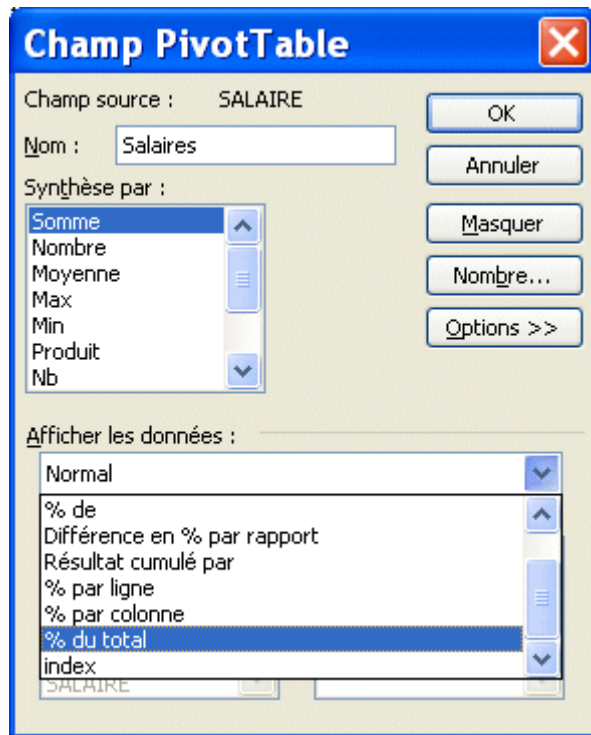 Champ PivotTable
Champ source : SALAIRE
OK
Nom : Salaires
Annuler
Synthèse par :
Somme
Masquer
Nombre
Moyenne
Nombre...
Max
Min
Options >>
Produit
Nb
Afficher les données :
Normal
% de
Différence en % par rapport
Résultat cumulé par
% par ligne
% par colonne
% du total
index
SALAIRE